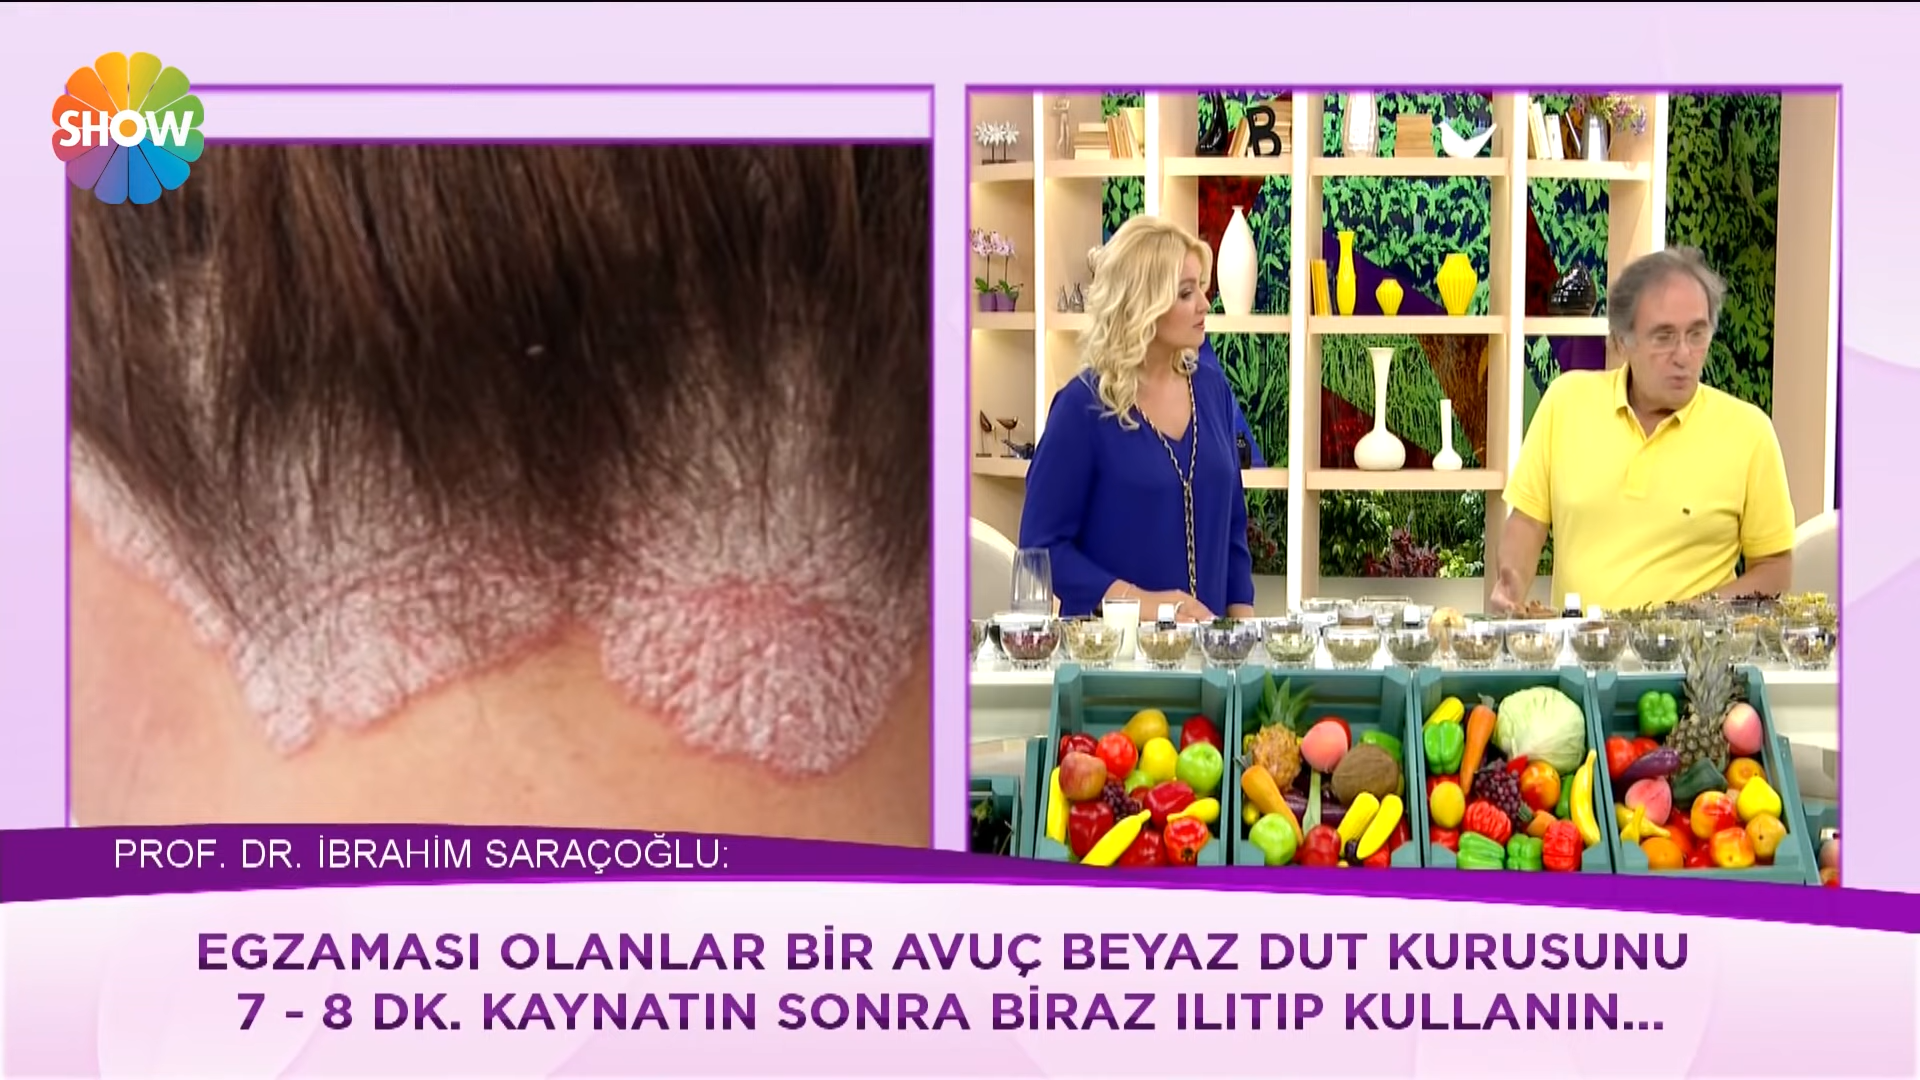 SHOW
B
PROF. DR. İBRAHİM SARAÇOĞLU:
EGZAMASI OLANLAR BİR AVUÇ BEYAZ DUT KURUSUNU
7 - 8 DK. KAYNATIN SONRA BİRAZ ILITIP KULLANIN...